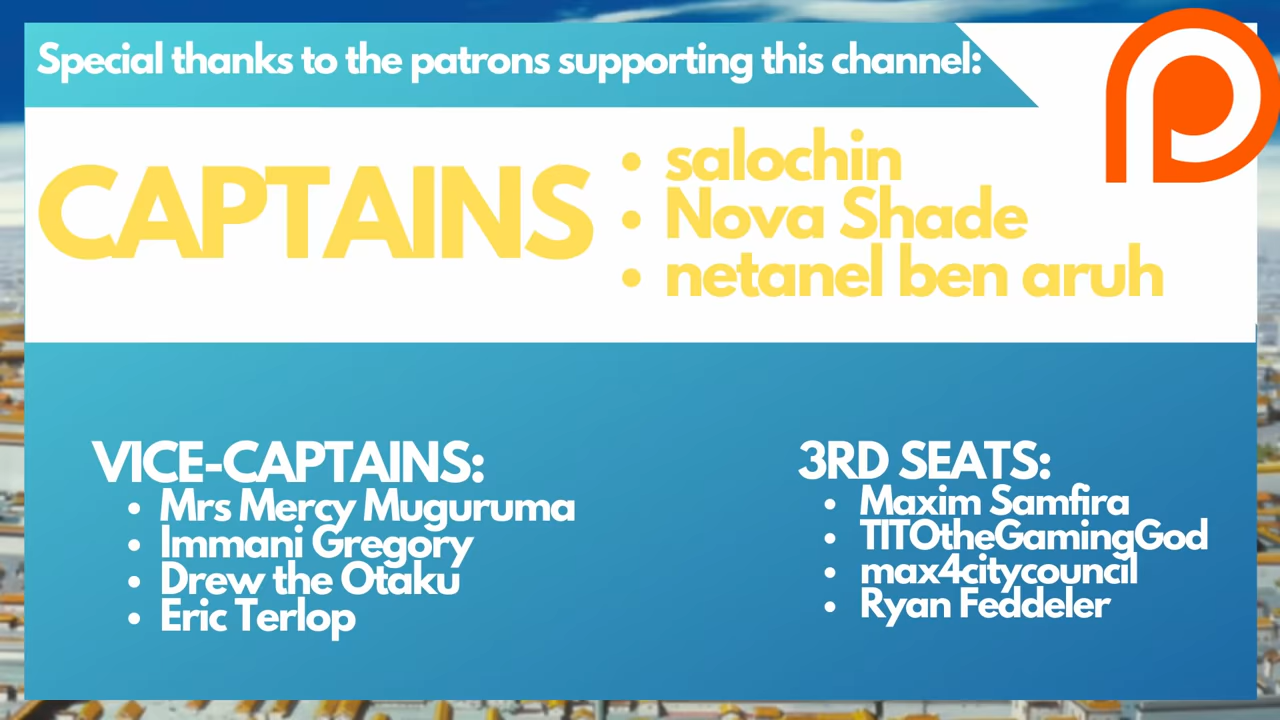 Special thanks to the patrons supporting this channel:
CAPTAINS
• salochin
• Nova Shade
• netanel ben aruh
VICE-CAPTAINS:
• Mrs Mercy Muguruma
• Immani Gregory
• Drew the Otaku
• Eric Terlop
3RD SEATS:
• Maxim Samfira
• TITOtheGamingGod
• max4citycouncil
• Ryan Feddeler